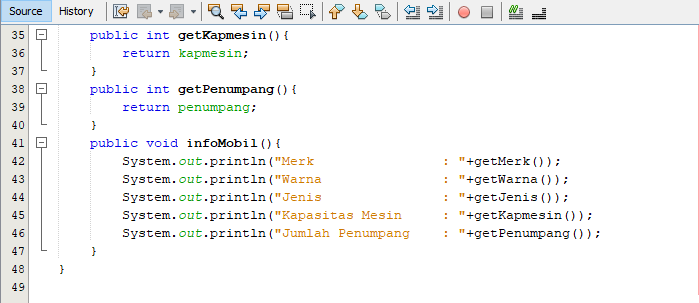 Source History
35 public int getKapmesin(){
36 return kapmesin;
37 }
38 public int getPenumpang(){
39 return penumpang;
40 }
41 public void infoMobil(){
42 System.out.println("Merk                : "+getMerk());
43 System.out.println("Warna               : "+getWarna());
44 System.out.println("Jenis               : "+getJenis());
45 System.out.println("Kapasitas Mesin     : "+getKapmesin());
46 System.out.println("Jumlah Penumpang    : "+getPenumpang());
47 }
48 }
49